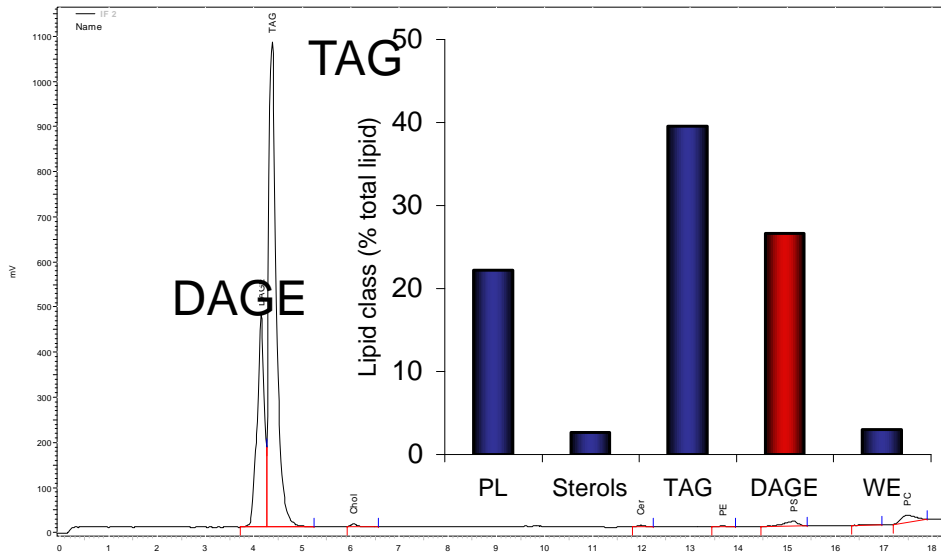 IF 2
Name
TAG
TAG
DAGE
DAGE
Chol
Cer
PE
PS
PC
mV
1100
1000
900
800
700
600
500
400
300
200
100
0
0 1 2 3 4 5 6 7 8 9 10 11 12 13 14 15 16 17 18
Lipid class (% total lipid)
50
40
30
20
10
0
PL Sterols TAG DAGE WE